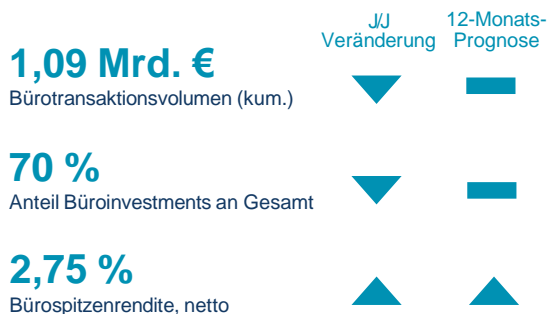 J/J 12-Monats-
Veränderung Prognose
1,09 Mrd. €
Bürotransaktionsvolumen (kum.)
70 %
Anteil Büroinvestments an Gesamt
2,75 %
Bürospitzenrendite, netto